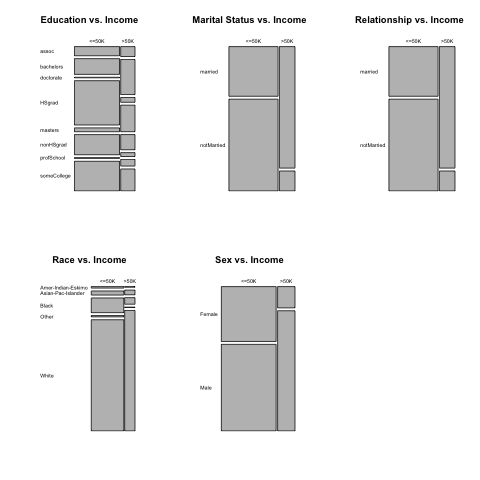 Education vs. Income
<=50K >50K
assoc
bachelors
doctorate
HSgrad
masters
nonHSgrad
profSchool
someCollege
Marital Status vs. Income
<=50K >50K
married
notMarried
Relationship vs. Income
<=50K >50K
married
notMarried
Race vs. Income
<=50K >50K
Amer-Indian-Eskimo
Asian-Pac-Islander
Black
Other
White
Sex vs. Income
<=50K >50K
Female
Male